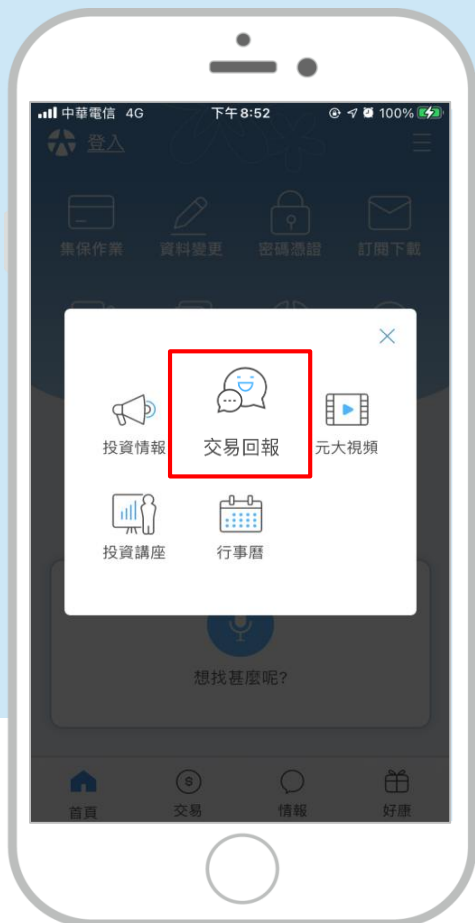 中華電信 4G 下午8:52 100%
登入
集保作業 資料變更 密碼憑證 訂閱下載
投資情報 交易回報 元大視頻
投資講座 行事曆
想找甚麼呢?
首頁 交易 情報 好康